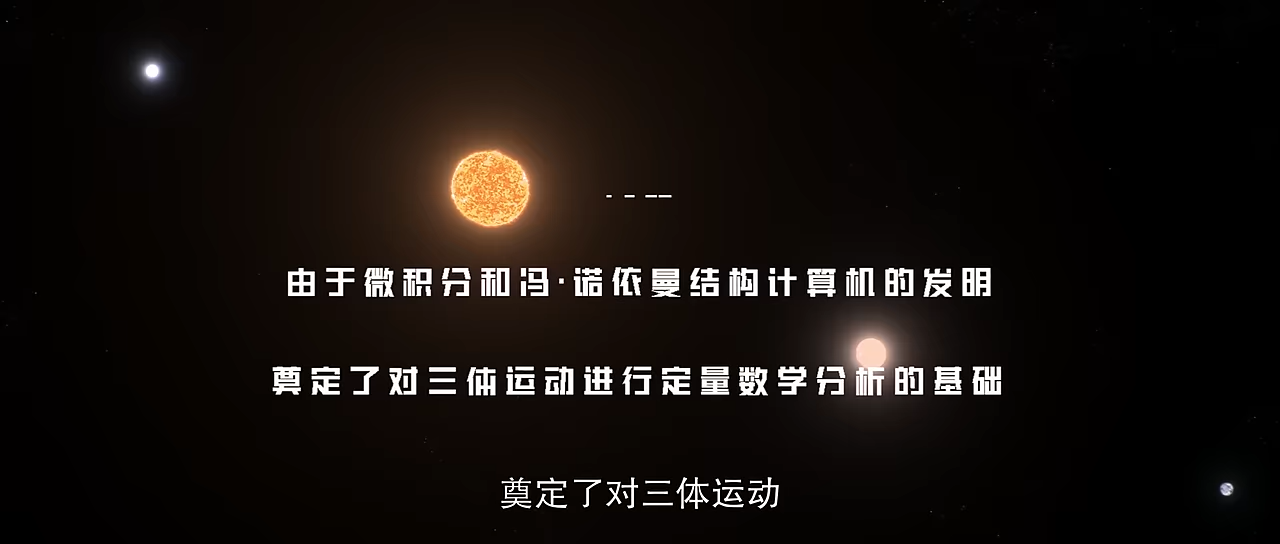 由于微积分和冯·诺依曼结构计算机的发明
奠定了对三体运动进行定量数学分析的基础
奠定了对三体运动